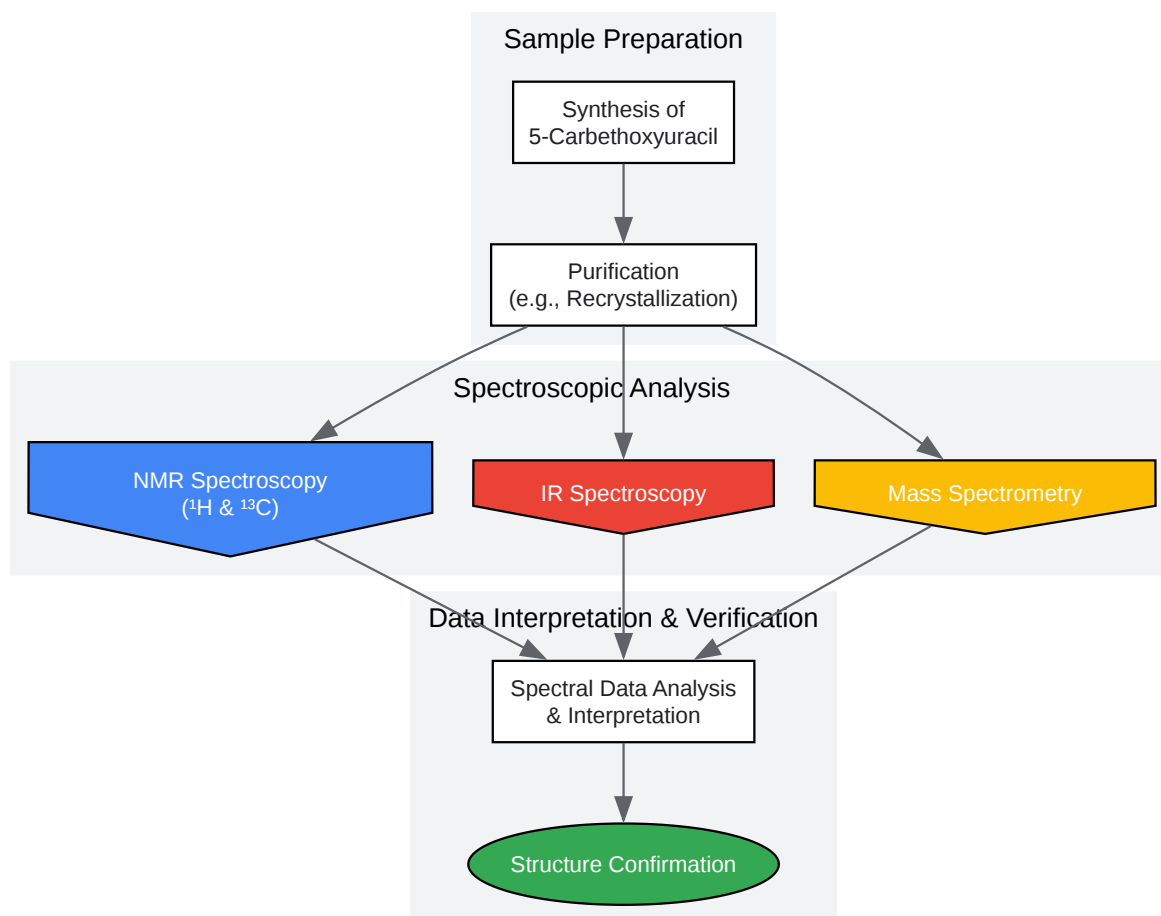 Sample Preparation
Synthesis of
5-Carbethoxyuracil
Purification
(e.g., Recrystallization)
Spectroscopic Analysis
NMR Spectroscopy
(¹H & ¹³C)
IR Spectroscopy
Mass Spectrometry
Data Interpretation & Verification
Spectral Data Analysis
& Interpretation
Structure Confirmation